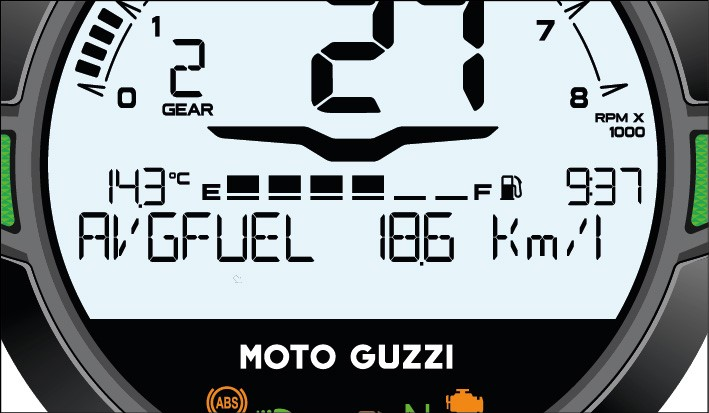 27
1
2
GEAR
0
7
8
RPM X
1000
14.3°C E F 9:37
AVGFUEL 18.6 Km/l
MOTO GUZZI
ABS
N